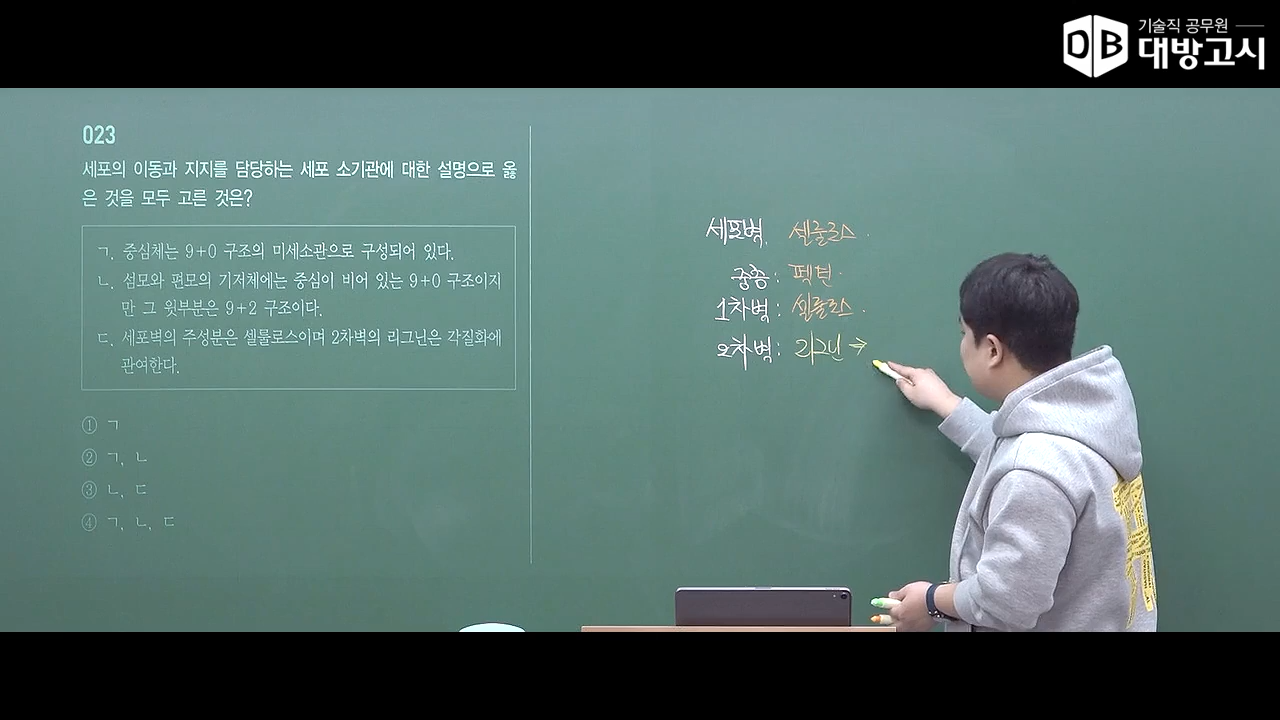 DB 기술직 공무원
대방고시
023
세포의 이동과 지지를 담당하는 세포 소기관에 대한 설명으로 옳
은 것을 모두 고른 것은?
ㄱ. 중심체는 9+0 구조의 미세소관으로 구성되어 있다.
ㄴ. 섬모와 편모의 기저체에는 중심이 비어 있는 9+0 구조이지
만 그 윗부분은 9+2 구조이다.
ㄷ. 세포벽의 주성분은 셀룰로스이며 2차벽의 리그닌은 각질화에
관여한다.
① ㄱ
② ㄱ, ㄴ
③ ㄴ, ㄷ
④ ㄱ, ㄴ, ㄷ
세포벽. 셀룰로스.
중층: 펙틴.
1차벽: 셀룰로스.
2차벽: 리그닌 →